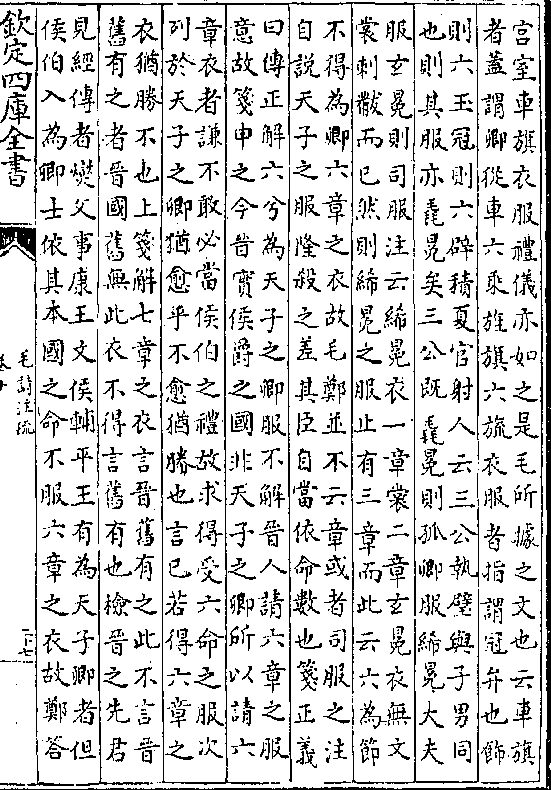 宫室車旗衣服禮儀亦如之是毛所據之文也云車旗
者蓋謂卿從車六乘旌旗六旒衣服者指謂冠弁也飾
則六玉冠則六辟積夏官射人云三公執璧與子男同
也則其服亦毳冕矣三公既毳冕則孤卿服絺冕大夫
服玄冕則司服注云絺冕衣一章裳二章玄冕衣無文
裳刺黻而已然則絺冕之服止有三章而此云六為節
不得為卿六章之衣故毛鄭並不云章或者司服之注
自説天子之服隆殺之差其臣自當依命數也箋正義
曰傳正解六兮為天子之卿服不解晉人請六章之服
意故箋申之今晉實侯爵之國非天子之卿所以請六
章衣者謙不敢必當侯伯之禮故求得受六命之服次
列於天子之卿猶愈乎不愈猶勝也言已若得六章之
衣猶勝不也上箋解七章之衣言晉舊有之此不言晉
舊有之者晉國舊無此衣不得言舊有也檢晉之先君
見經傳者燮父事康王文侯輔平王有為天子卿者但
侯伯入為卿士依其本國之命不服六章之衣故鄭答
欽定四庫全書
毛詩注疏
卷十